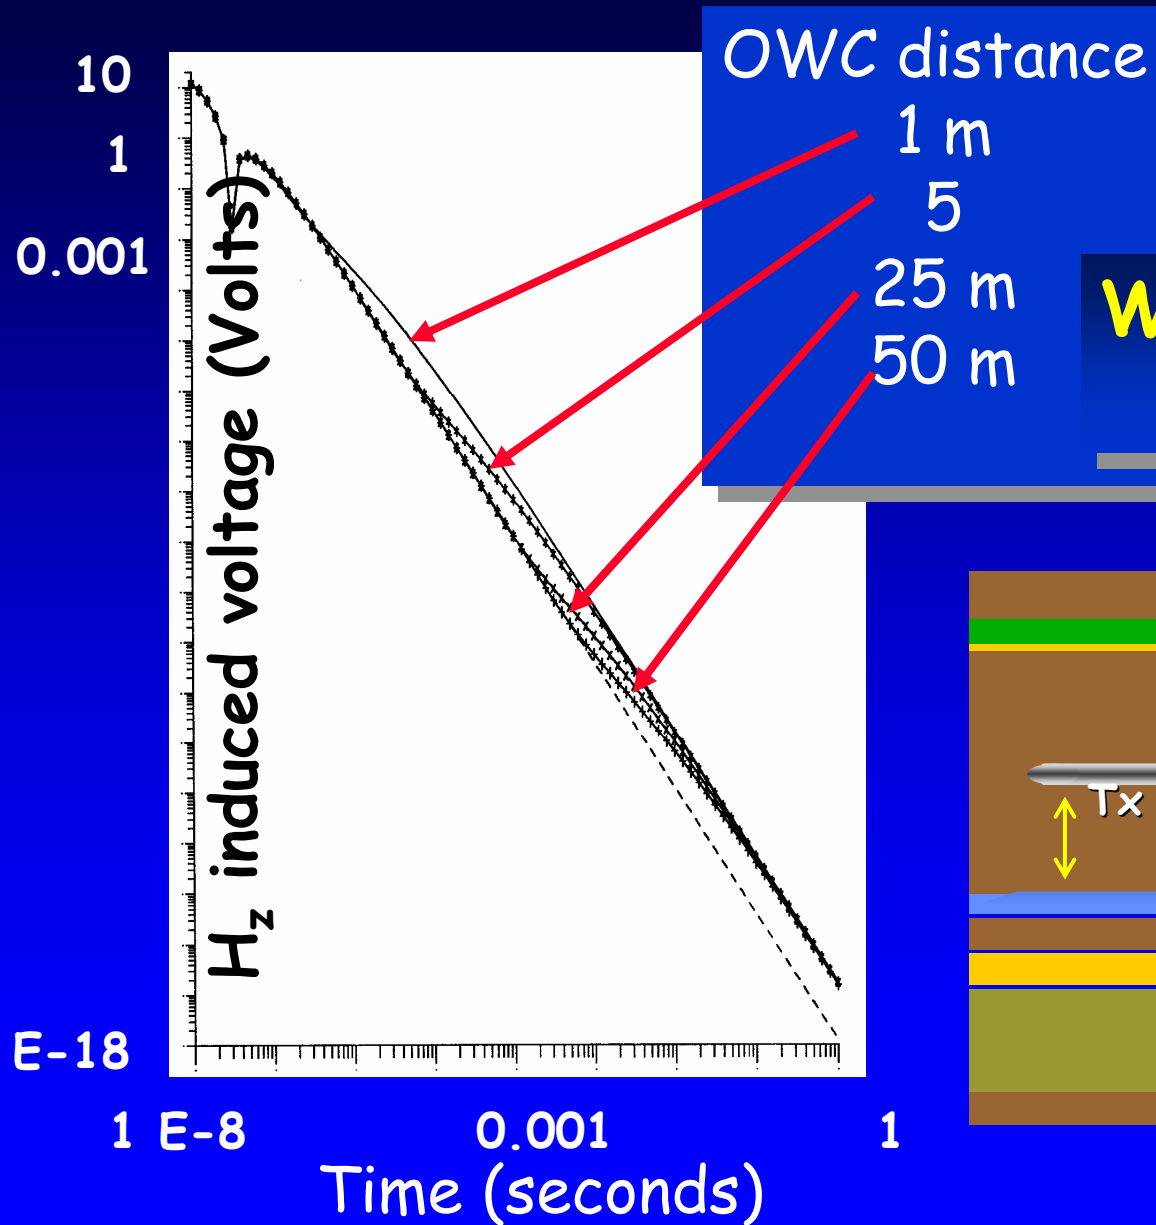 OWC distance
1 m
5
25 m
50 m
10
1
0.001
E-18
Hz induced voltage (Volts)
1 E-8
0.001
1
Time (seconds)
Tx